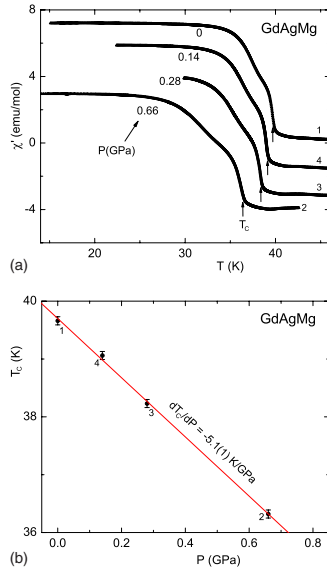 GdAgMg
8
4
0
-4
χ' (emu/mol)
0
0.14
0.28
0.66
P(GPa)
1
4
3
2
T_C
20
30
40
T (K)
(a)
GdAgMg
40
38
36
T_C (K)
1
4
3
2
dT_C/dP = -5.1(1) K/GPa
0.0
0.2
0.4
0.6
0.8
P (GPa)
(b)